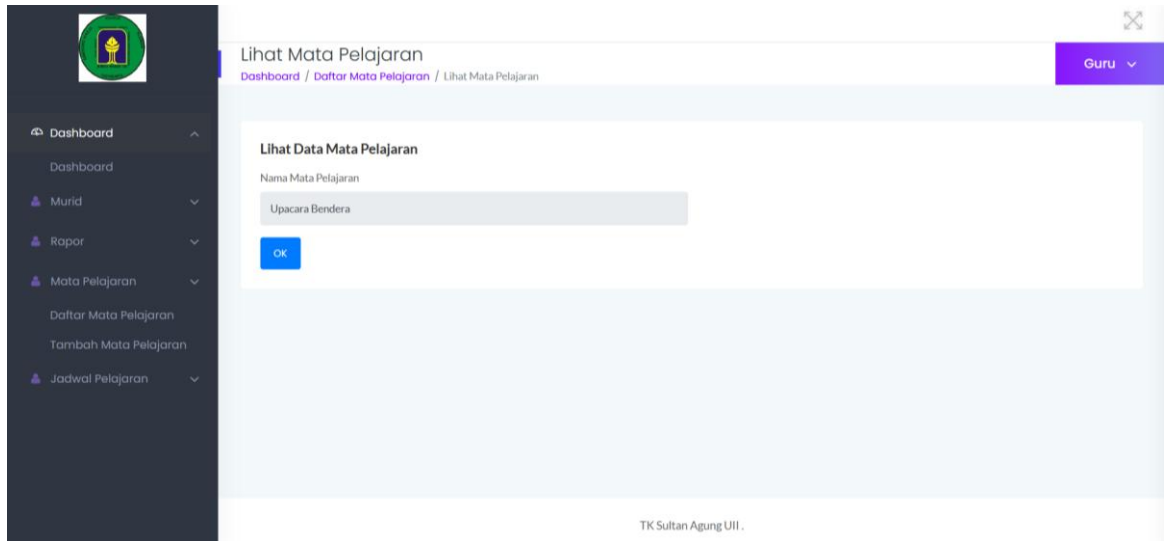 Lihat Mata Pelajaran
Dashboard / Daftar Mata Pelajaran / Lihat Mata Pelajaran
Guru
Dashboard
Dashboard
Murid
Rapor
Mata Pelajaran
Daftar Mata Pelajaran
Tambah Mata Pelajaran
Jadwal Pelajaran
Lihat Data Mata Pelajaran
Nama Mata Pelajaran
Upacara Bendera
OK
TK Sultan Agung UII .